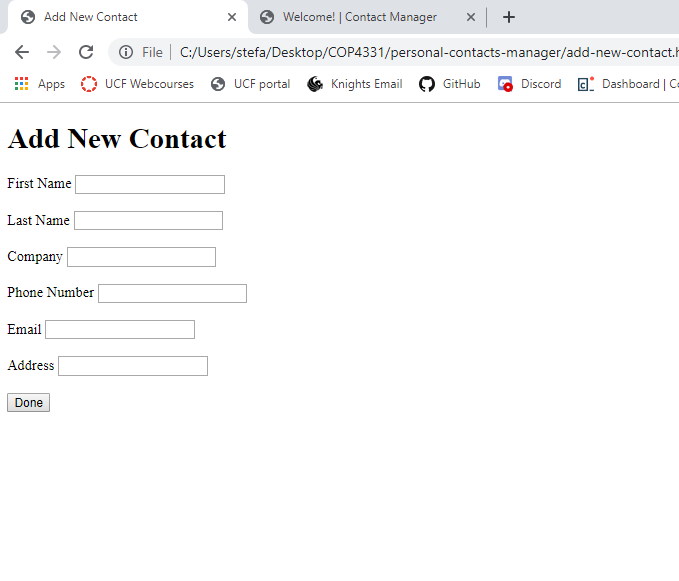 Add New Contact
Welcome! | Contact Manager
File
C:/Users/stefa/Desktop/COP4331/personal-contacts-manager/add-new-contact.h
Apps
UCF Webcourses
UCF portal
Knights Email
GitHub
Discord
Dashboard | Co
Add New Contact
First Name
Last Name
Company
Phone Number
Email
Address
Done